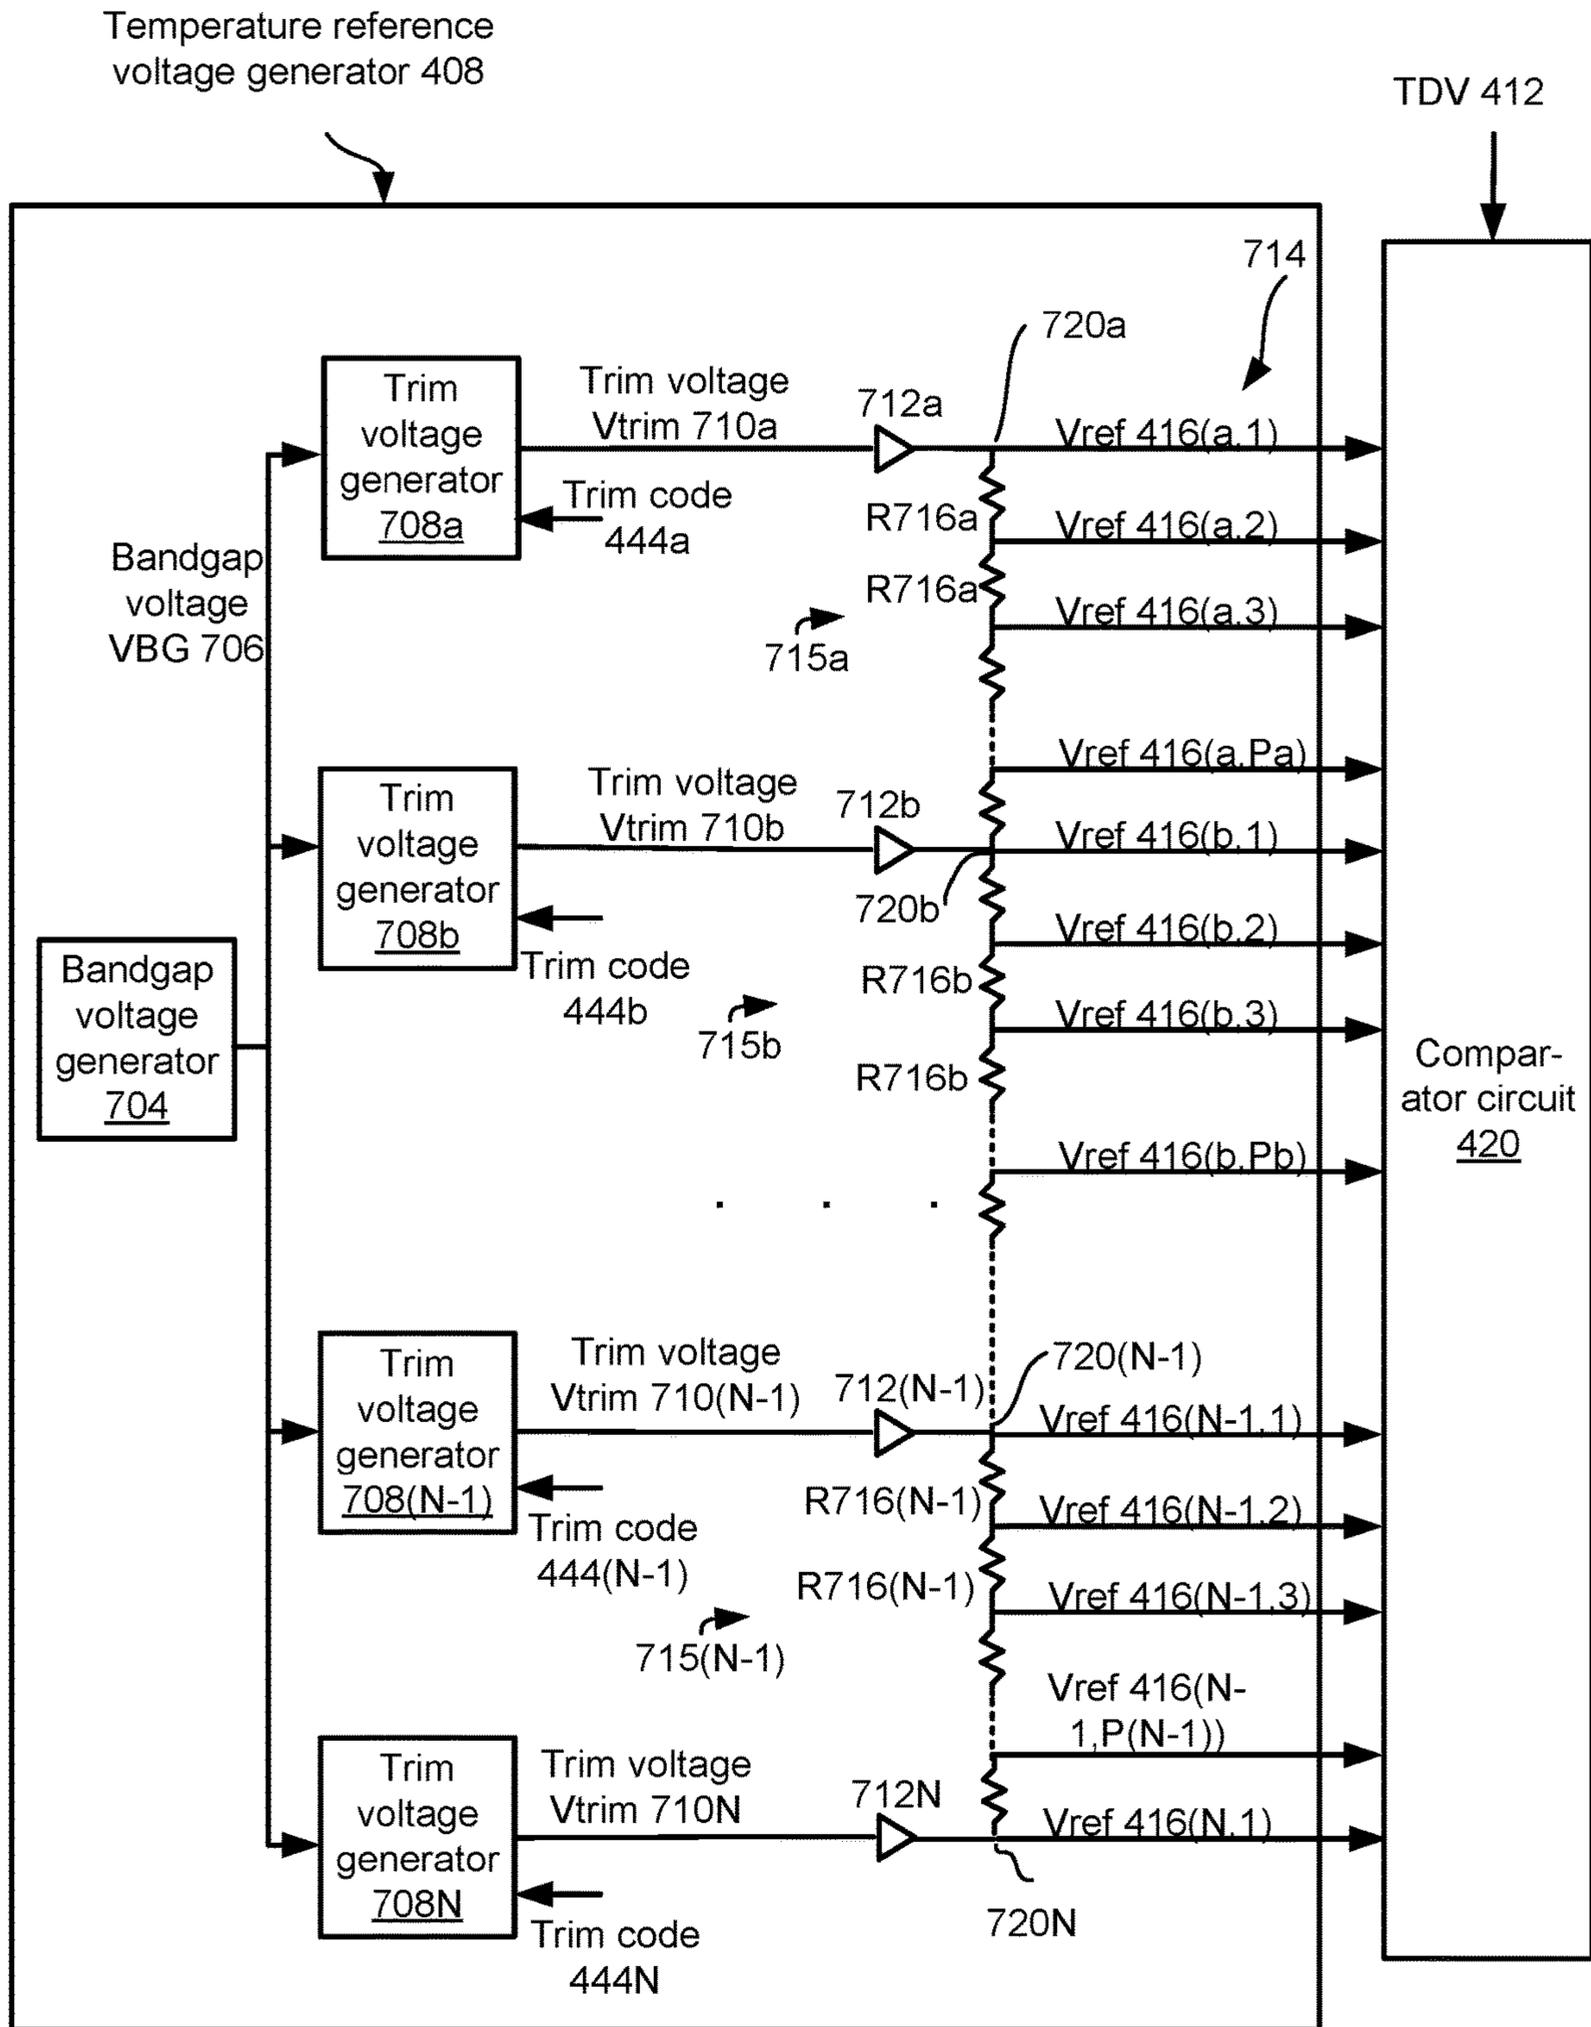 Temperature reference
voltage generator 408
TDV 412
714
720a
Trim
voltage
generator
708a
Trim voltage
Vtrim 710a
712a
Vref 416(a,1)
Trim code
444a
R716a
Vref 416(a,2)
Bandgap
voltage
VBG 706
R716a
Vref 416(a,3)
715a
Vref 416(a,Pa)
Trim
voltage
generator
708b
Trim voltage
Vtrim 710b
712b
Vref 416(b,1)
720b
Vref 416(b,2)
Trim code
444b
R716b
Vref 416(b,3)
715b
R716b
Bandgap
voltage
generator
704
Compar-
ator circuit
420
Vref 416(b,Pb)
. . .
Trim
voltage
generator
708(N-1)
Trim voltage
Vtrim 710(N-1)
712(N-1)
720(N-1)
Vref 416(N-1,1)
R716(N-1)
Vref 416(N-1,2)
Trim code
444(N-1)
R716(N-1)
Vref 416(N-1,3)
715(N-1)
Vref 416(N-
1,P(N-1))
Trim
voltage
generator
708N
Trim voltage
Vtrim 710N
712N
Vref 416(N,1)
720N
Trim code
444N